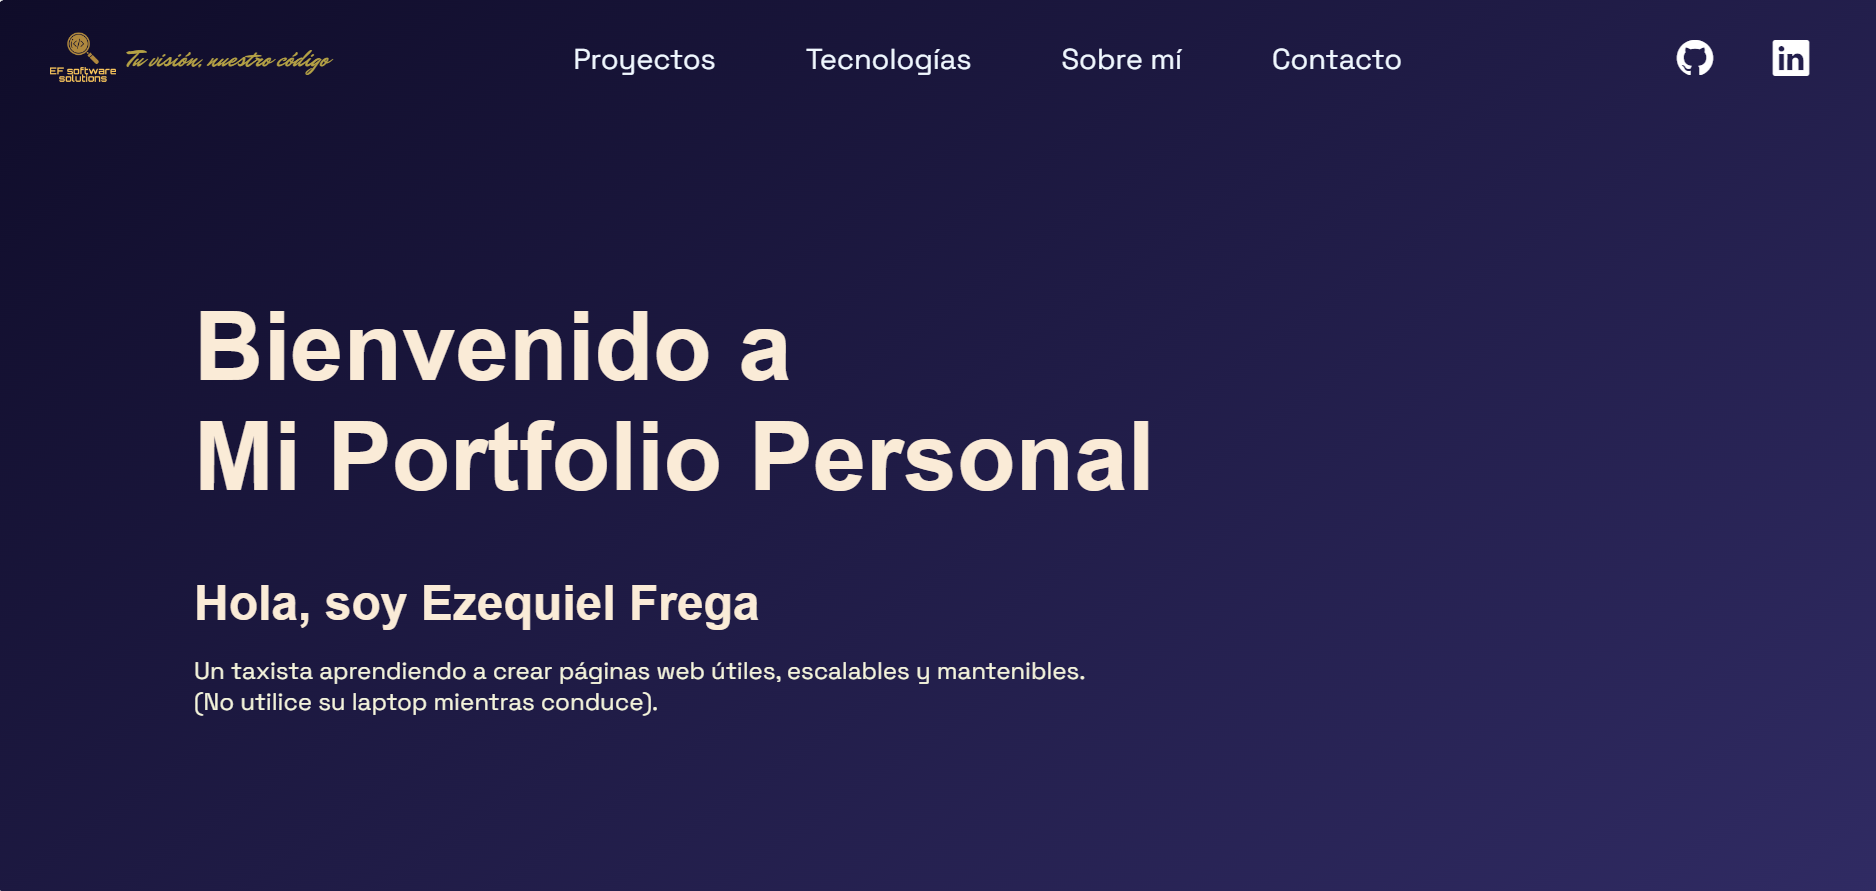 EF software
solutions
Tu visión, nuestro código
Proyectos
Tecnologías
Sobre mí
Contacto
in
Bienvenido a
Mi Portfolio Personal
Hola, soy Ezequiel Frega
Un taxista aprendiendo a crear páginas web útiles, escalables y mantenibles.
(No utilice su laptop mientras conduce).